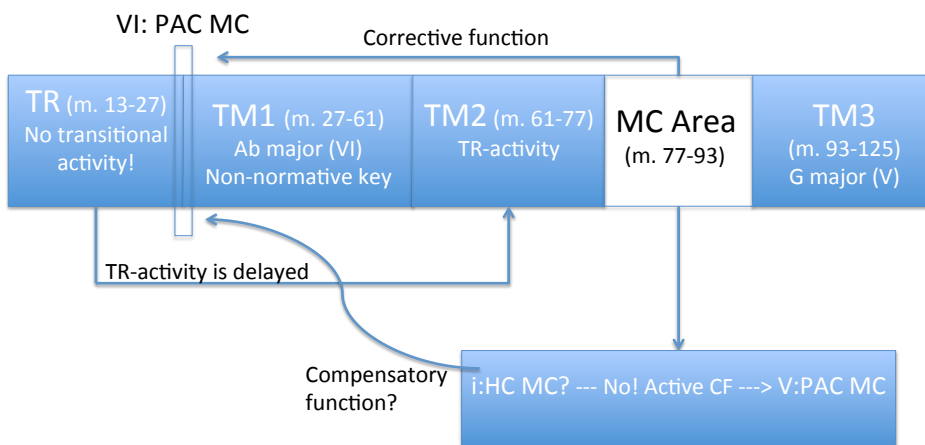 VI: PAC MC
Corrective function
TR (m. 13-27)
No transitional
activity!
TM1 (m. 27-61)
Ab major (VI)
Non-normative key
TM2 (m. 61-77)
TR-activity
MC Area
(m. 77-93)
TM3
(m. 93-125)
G major (V)
TR-activity is delayed
Compensatory
function?
i:HC MC? --- No! Active CF ---> V:PAC MC